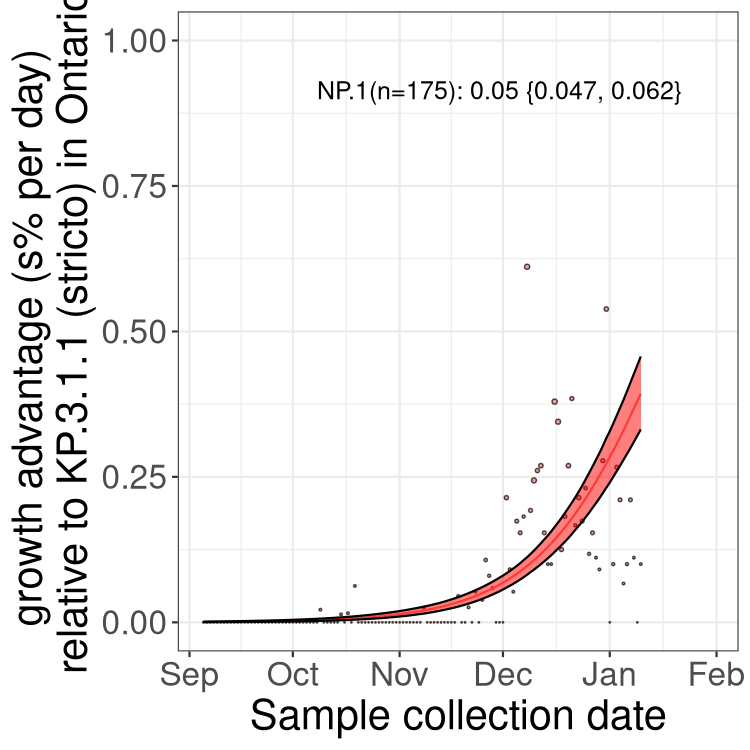 growth advantage (s% per day)
relative to KP.3.1.1 (stricto) in Ontario
1.00
0.75
0.50
0.25
0.00
NP.1(n=175): 0.05 {0.047, 0.062}
Sep Oct Nov Dec Jan Feb
Sample collection date